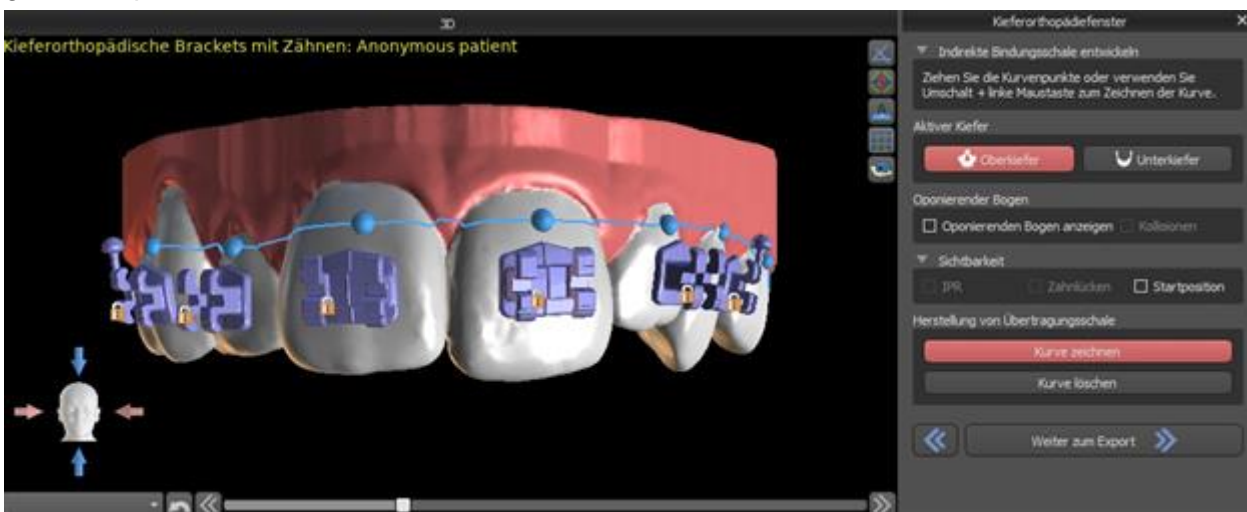 3D
Kieferorthopädiefenster
Kieferorthopädische Brackets mit Zähnen: Anonymous patient
Indirekte Bindungsschale entwickeln
Ziehen Sie die Kurvenpunkte oder verwenden Sie
Umschalt + linke Maustaste zum Zeichnen der Kurve.
Aktiver Kiefer
Oberkiefer
Unterkiefer
Oponierender Bogen
Oponierenden Bogen anzeigen
Kollisionen
Sichtbarkeit
IPR
Zahnlücken
Startposition
Herstellung von Übertragungsschale
Kurve zeichnen
Kurve löschen
Weiter zum Export